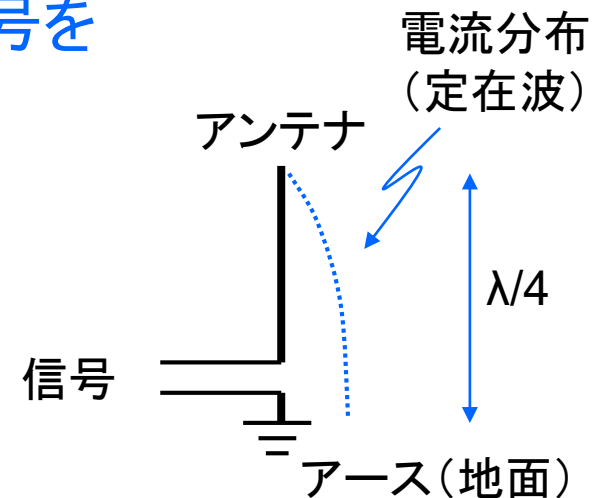 号を
電流分布
（定在波）
アンテナ
λ/4
信号
アース（地面）